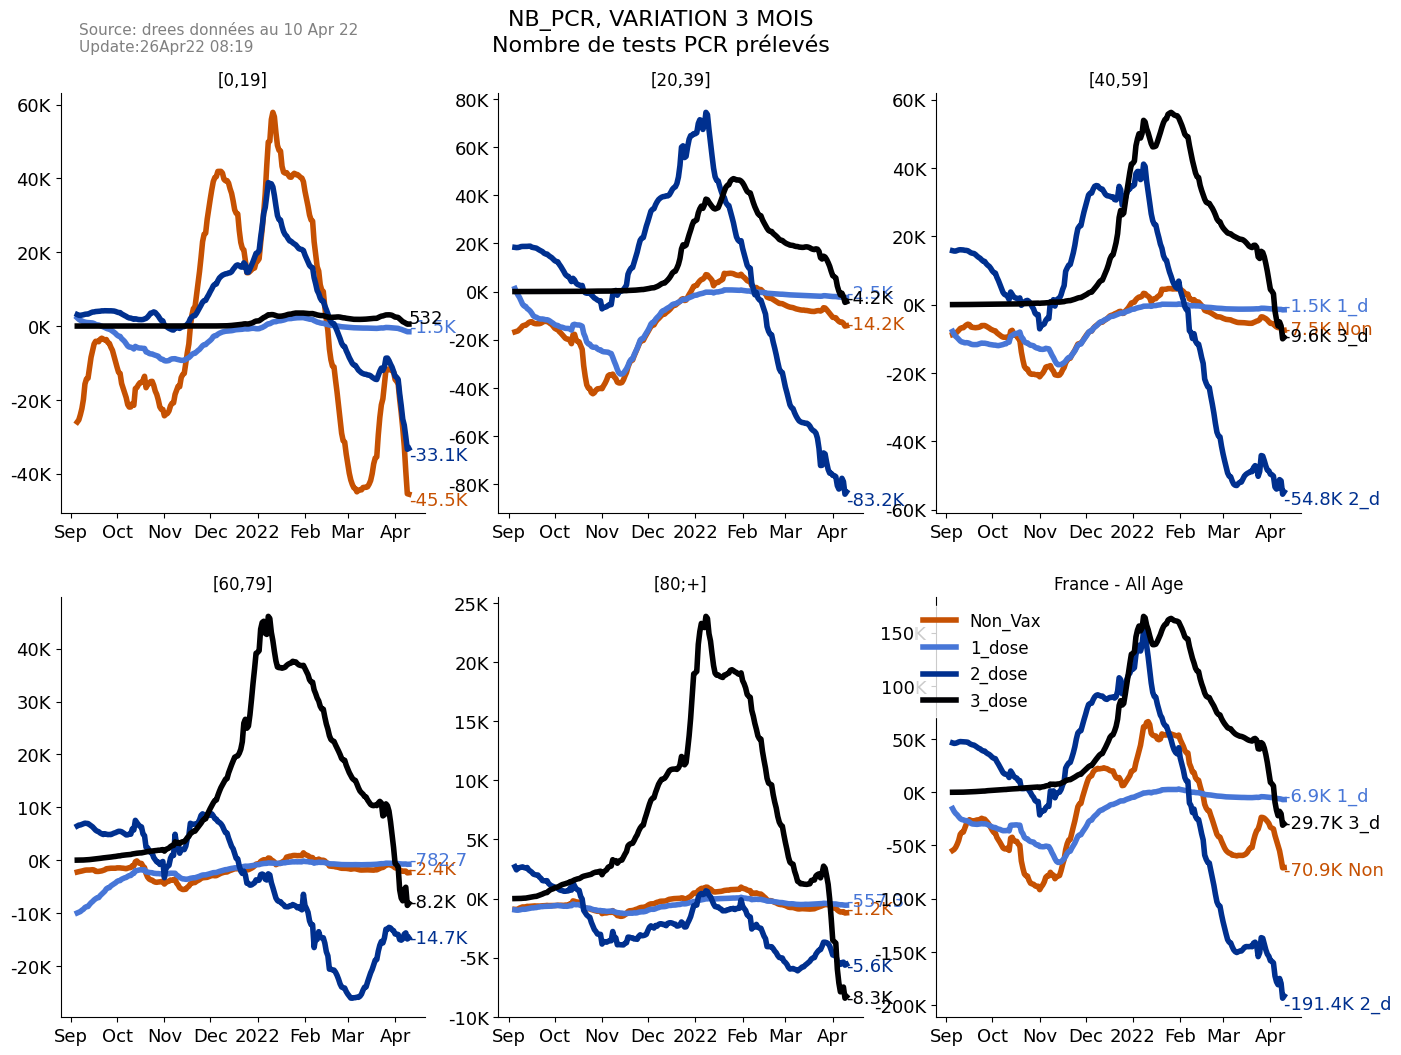 Source: drees données au 10 Apr 22
Update:26Apr22 08:19
NB_PCR, VARIATION 3 MOIS
Nombre de tests PCR prélevés
[0,19]
60K
40K
20K
0K
-20K
-40K
532
-1.5K
-33.1K
-45.5K
Sep Oct Nov Dec 2022 Feb Mar Apr
[20,39]
80K
60K
40K
20K
0K
-20K
-40K
-60K
-80K
-2.5K
-4.2K
-14.2K
-83.2K
Sep Oct Nov Dec 2022 Feb Mar Apr
[40,59]
60K
40K
20K
0K
-20K
-40K
-60K
-1.5K 1_d
-7.5K Non
-9.6K 3_d
-54.8K 2_d
Sep Oct Nov Dec 2022 Feb Mar Apr
[60,79]
40K
30K
20K
10K
0K
-10K
-20K
-782.7
-2.4K
-8.2K
-14.7K
Sep Oct Nov Dec 2022 Feb Mar Apr
[80;+]
25K
20K
15K
10K
5K
0K
-5K
-10K
-1.2K
-5.6K
-8.3K
Sep Oct Nov Dec 2022 Feb Mar Apr
France - All Age
Non_Vax
1_dose
2_dose
3_dose
150K
100K
50K
0K
-50K
-100K
-150K
-200K
-6.9K 1_d
-29.7K 3_d
-70.9K Non
-191.4K 2_d
Sep Oct Nov Dec 2022 Feb Mar Apr